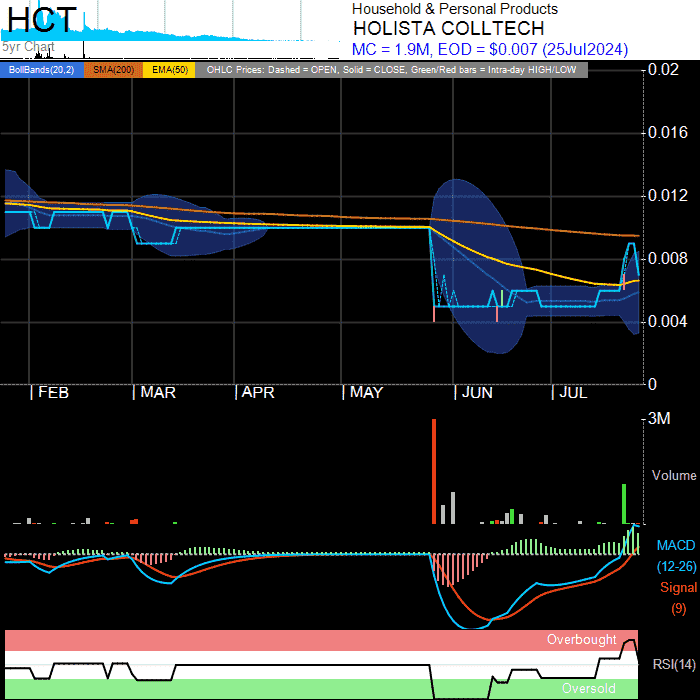 HCT
5yr Chart
Household & Personal Products
HOLISTA COLLTECH
MC = 1.9M, EOD = $0.007 (25Jul2024)
BollBands(20,2) SMA(200) EMA(50) OHLC Prices: Dashed = OPEN, Solid = CLOSE, Green/Red bars = Intra-day HIGH/LOW
0.02
0.016
0.012
0.008
0.004
0
FEB MAR APR MAY JUN JUL
3M
Volume
MACD
(12-26)
Signal
(9)
Overbought
RSI(14)
Oversold